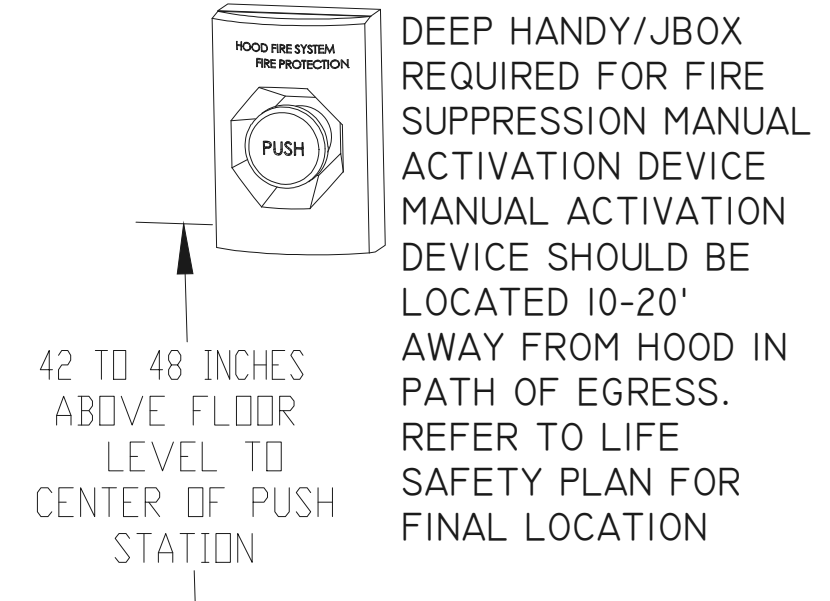 HOOD FIRE SYSTEM
FIRE PROTECTION
PUSH
42 TO 48 INCHES
ABOVE FLOOR
LEVEL TO
CENTER OF PUSH
STATION
DEEP HANDY/JBOX
REQUIRED FOR FIRE
SUPPRESSION MANUAL
ACTIVATION DEVICE
MANUAL ACTIVATION
DEVICE SHOULD BE
LOCATED 10-20'
AWAY FROM HOOD IN
PATH OF EGRESS.
REFER TO LIFE
SAFETY PLAN FOR
FINAL LOCATION